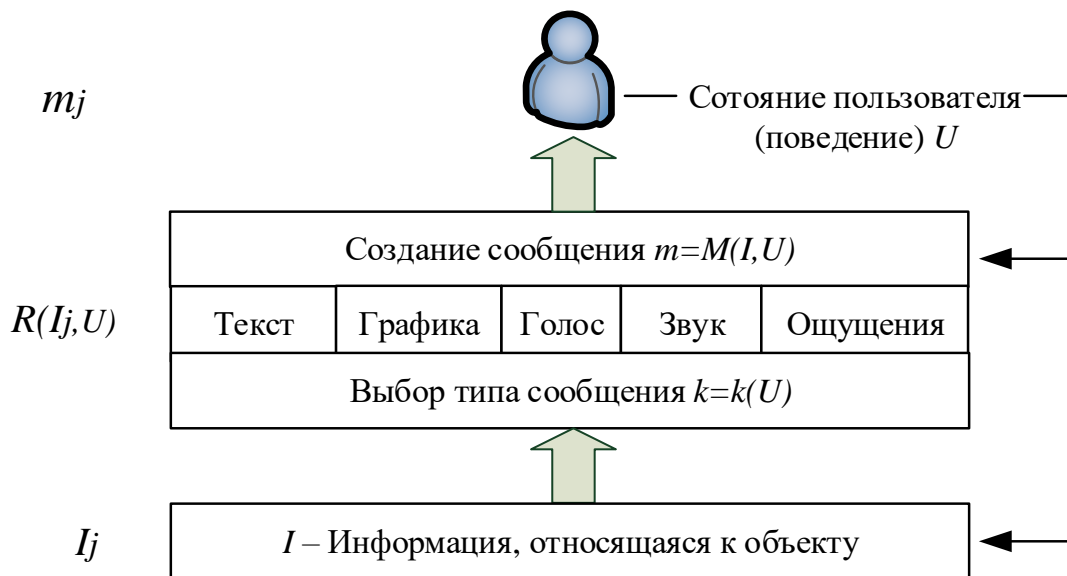 mj
Сотояние пользователя
(поведение) U
Создание сообщения m=M(I,U)
R(Ij,U)
Текст Графика Голос Звук Ощущения
Выбор типа сообщения k=k(U)
Ij
I – Информация, относящаяся к объекту